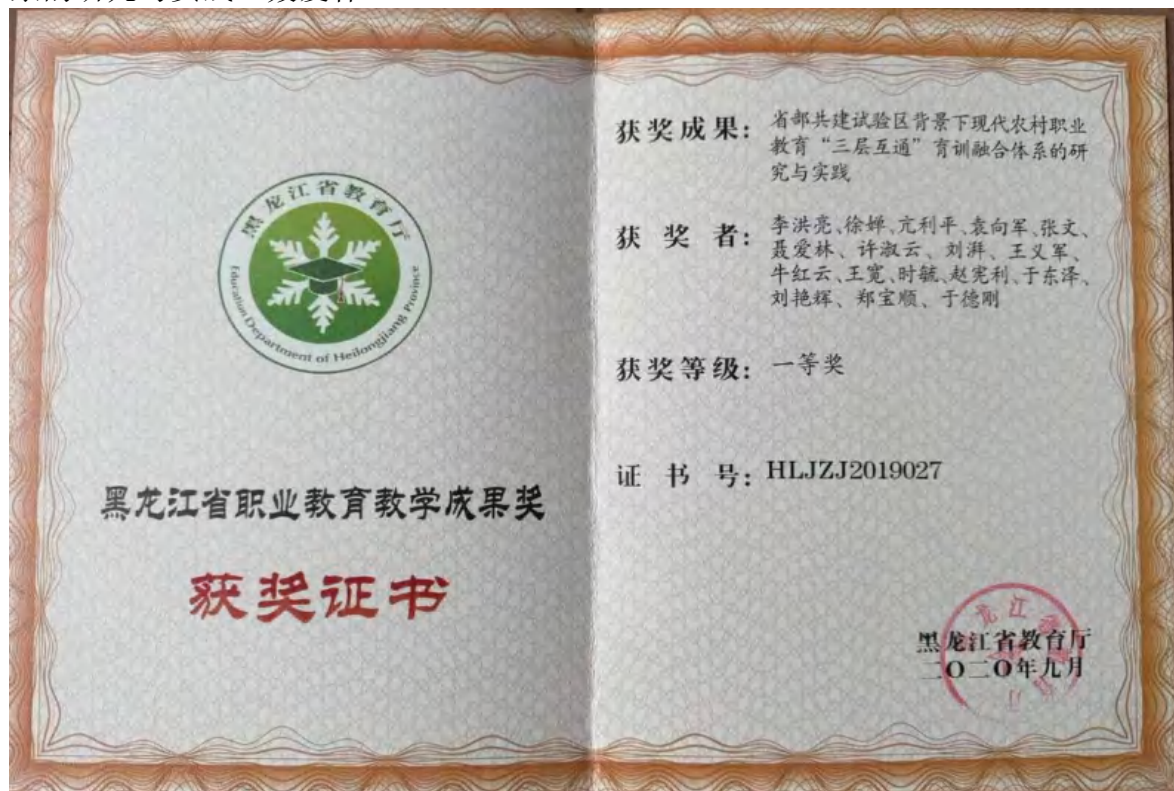 黑龙江省教育厅
Education Department of Heilongjiang Province
黑龙江省职业教育教学成果奖
获奖证书
获奖成果：省部共建试验区背景下现代农村职业
教育“三层互通”育训融合体系的研
究与实践
获奖者：李洪亮、徐婵、亢利平、袁向军、张文、
聂爱林、许淑云、刘湃、王义军、
牛红云、王宽、时毓、赵宪利、于东泽、
刘艳辉、郑宝顺、于德刚
获奖等级：一等奖
证书号：HLJZJ2019027
黑龙江省教育厅
二〇二〇年九月